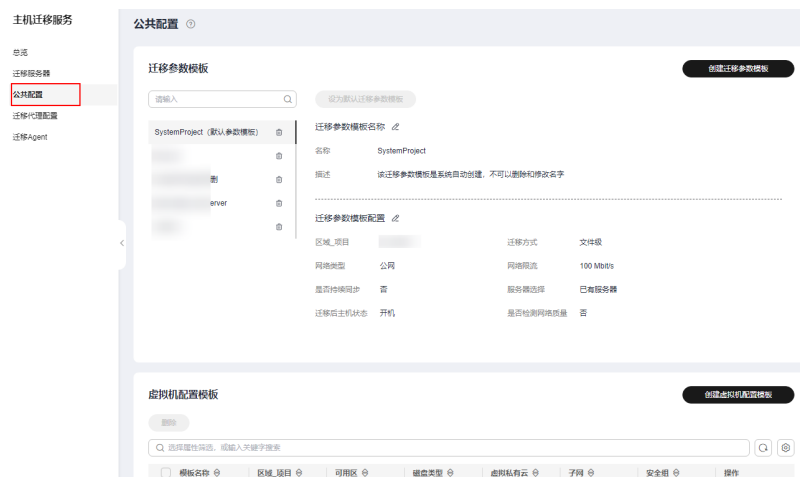 主机迁移服务
总览
迁移服务器
公共配置
迁移代理配置
迁移Agent
公共配置
迁移参数模板
创建迁移参数模板
请输入
设为默认迁移参数模板
SystemProject（默认参数模板）
删
erver
迁移参数模板名称
名称 SystemProject
描述 该迁移参数模板是系统自动创建，不可以删除和修改名字
迁移参数模板配置
区域_项目
迁移方式 文件级
网络类型 公网
网络限流 100 Mbit/s
是否持续同步 否
服务器选择 已有服务器
迁移后主机状态 开机
是否检测网络质量 否
虚拟机配置模板
创建虚拟机配置模板
删除
选择属性筛选，或输入关键字搜索
模板名称 区域_项目 可用区 磁盘类型 虚拟私有云 子网 安全组 操作